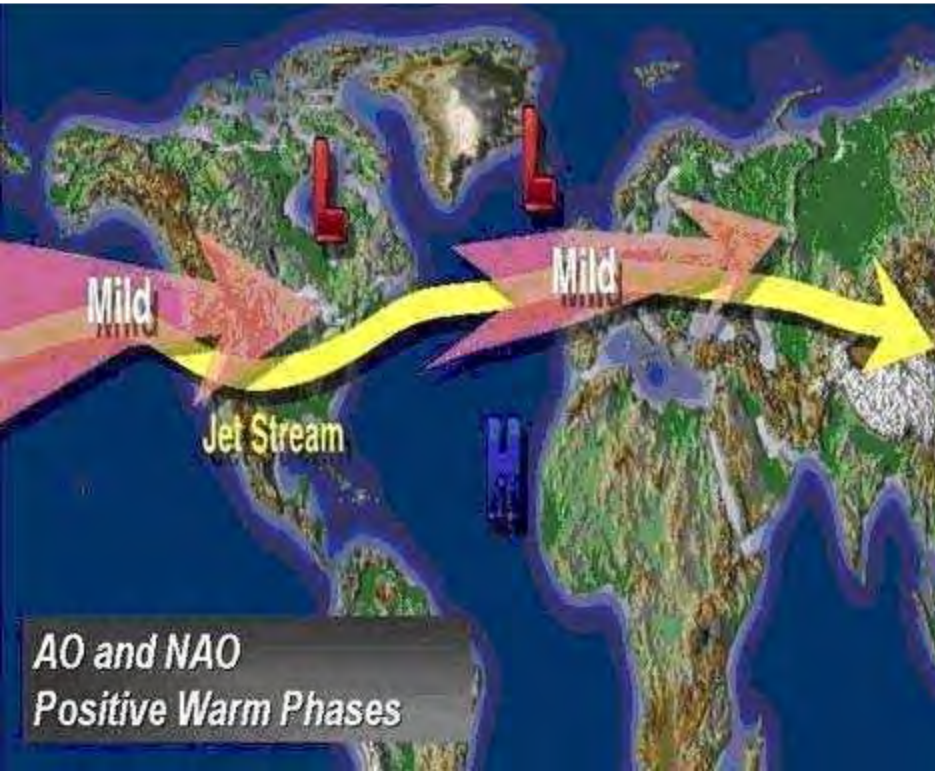 L
L
Mild
Mild
H
Jet Stream
AO and NAO
Positive Warm Phases